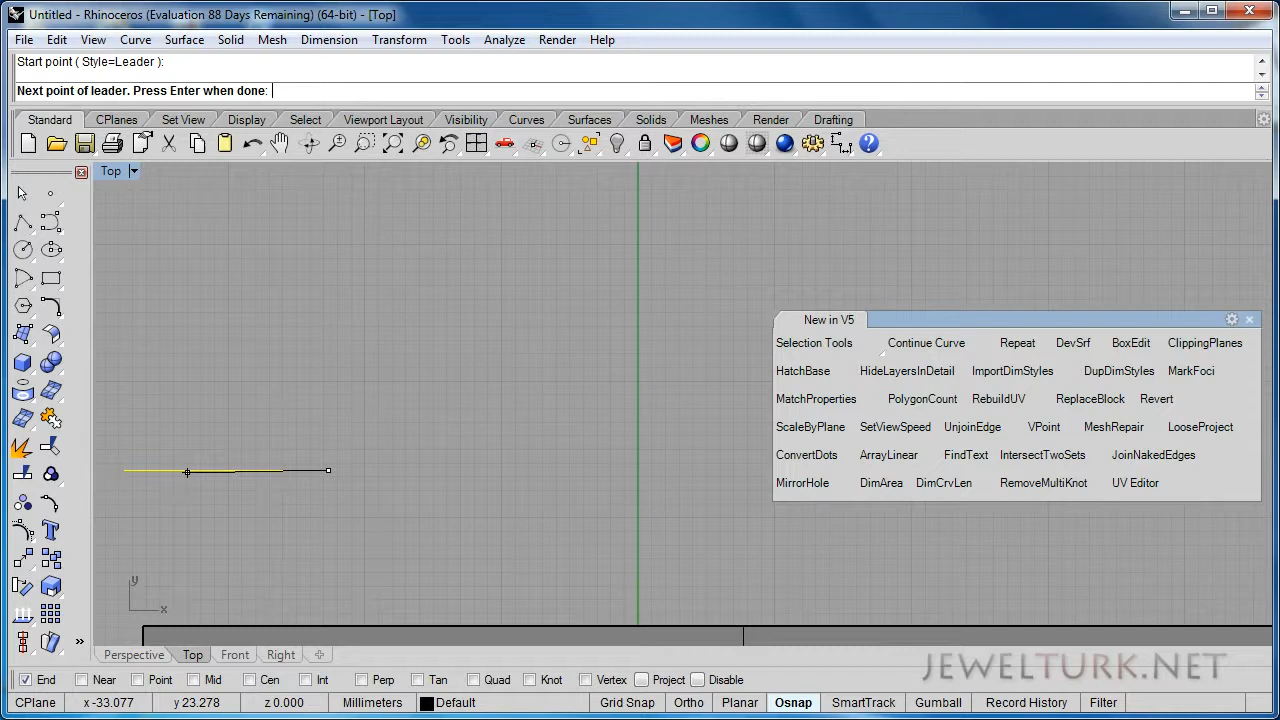 Untitled - Rhinoceros (Evaluation 88 Days Remaining) (64-bit) - [Top]
File Edit View Curve Surface Solid Mesh Dimension Transform Tools Analyze Render Help
Start point ( Style=Leader ):
Next point of leader. Press Enter when done:
Standard CPlanes Set View Display Select Viewport Layout Visibility Curves Surfaces Solids Meshes Render Drafting
Top
New in V5
Selection Tools Continue Curve Repeat DevSrf BoxEdit ClippingPlanes
HatchBase HideLayersInDetail ImportDimStyles DupDimStyles MarkFoci
MatchProperties PolygonCount RebuildUV ReplaceBlock Revert
ScaleByPlane SetViewSpeed UnjoinEdge VPoint MeshRepair LooseProject
ConvertDots ArrayLinear FindText IntersectTwoSets JoinNakedEdges
MirrorHole DimArea DimCrvLen RemoveMultiKnot UV Editor
y
x
Perspective Top Front Right
JEWELTURK.NET
End Near Point Mid Cen Int Perp Tan Quad Knot Vertex Project Disable
CPlane x -33.077 y 23.278 z 0.000 Millimeters Default Grid Snap Ortho Planar Osnap SmartTrack Gumball Record History Filter